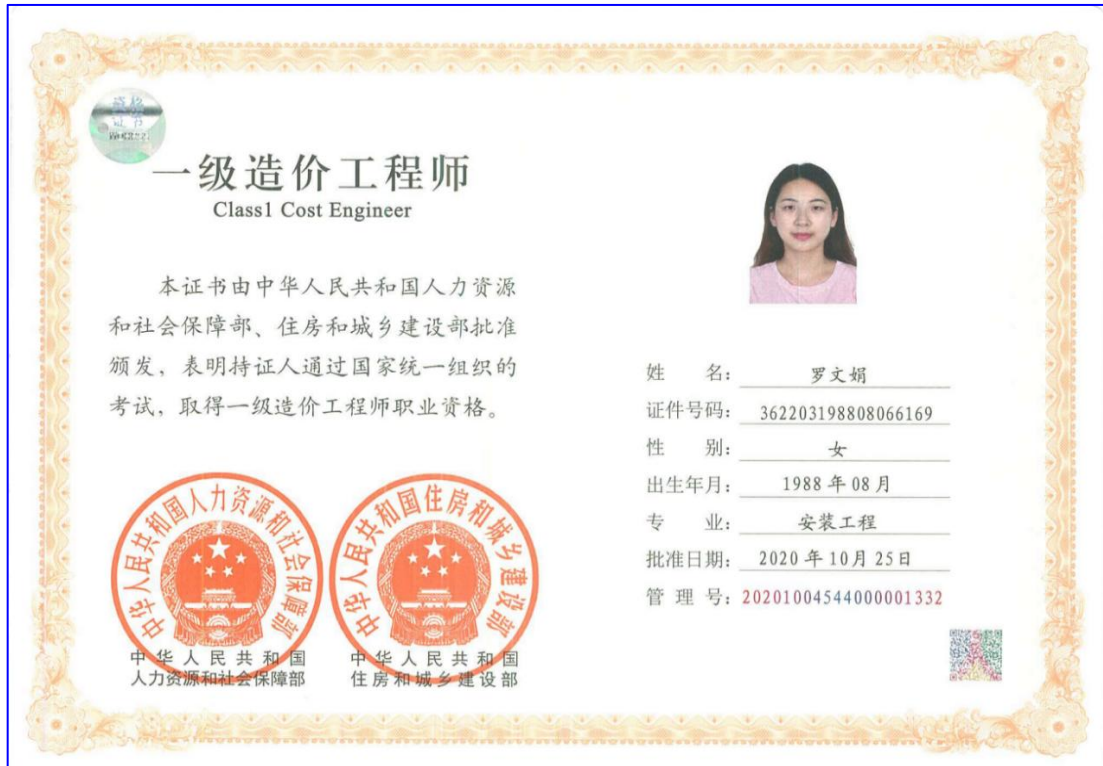 资格
证书
一级造价工程师
Class1 Cost Engineer
本证书由中华人民共和国人力资源
和社会保障部、住房和城乡建设部批准
颁发，表明持证人通过国家统一组织的
考试，取得一级造价工程师职业资格。
中华人民共和国人力资源和社会保障部
中华人民共和国
人力资源和社会保障部
中华人民共和国住房和城乡建设部
中华人民共和国
住房和城乡建设部
姓 名： 罗文娟
证件号码： 362203198808066169
性 别： 女
出生年月： 1988年08月
专 业： 安装工程
批准日期： 2020年10月25日
管理号： 20201004544000001332